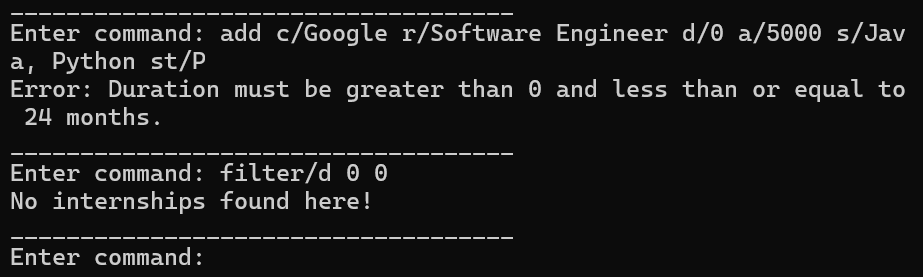 ____________________________________
Enter command: add c/Google r/Software Engineer d/0 a/5000 s/Jav
a, Python st/P
Error: Duration must be greater than 0 and less than or equal to
 24 months.
____________________________________
Enter command: filter/d 0 0
No internships found here!
____________________________________
Enter command: